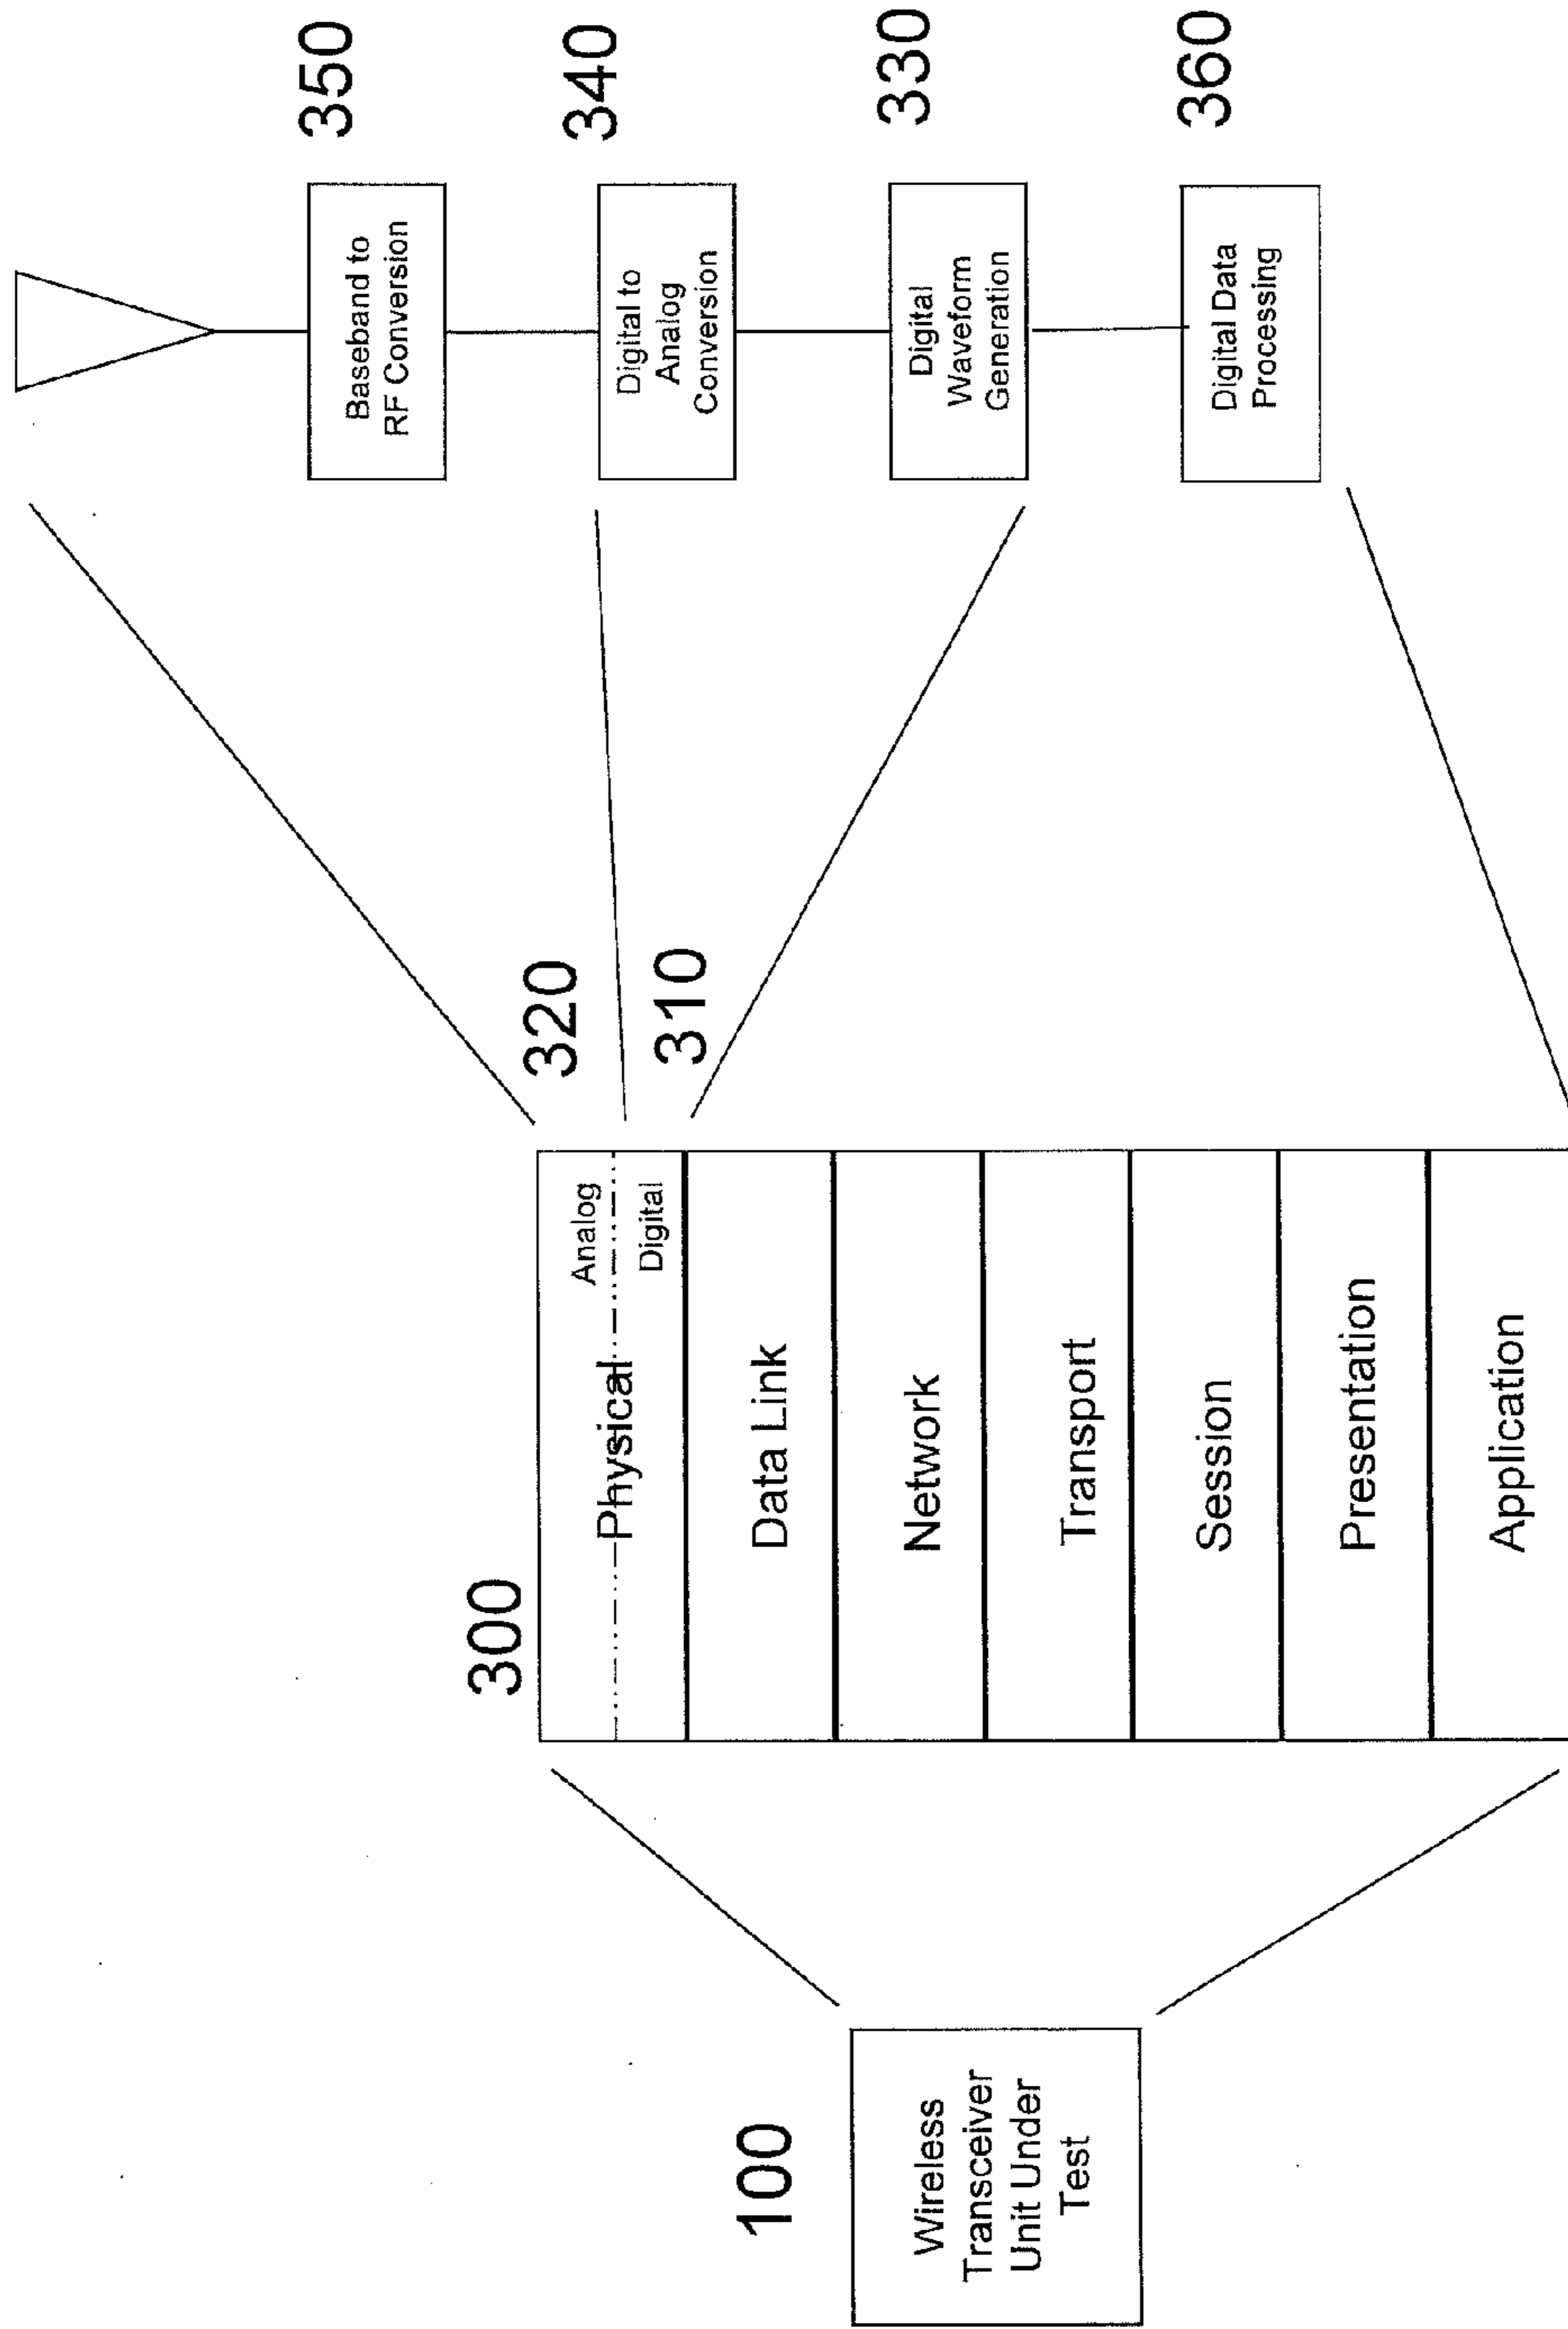 100
Wireless
Transceiver
Unit Under
Test
300
320
310
Analog
Physical
Digital
Data Link
Network
Transport
Session
Presentation
Application
Baseband to
RF Conversion
350
Digital to
Analog
Conversion
340
Digital
Waveform
Generation
330
Digital Data
Processing
360